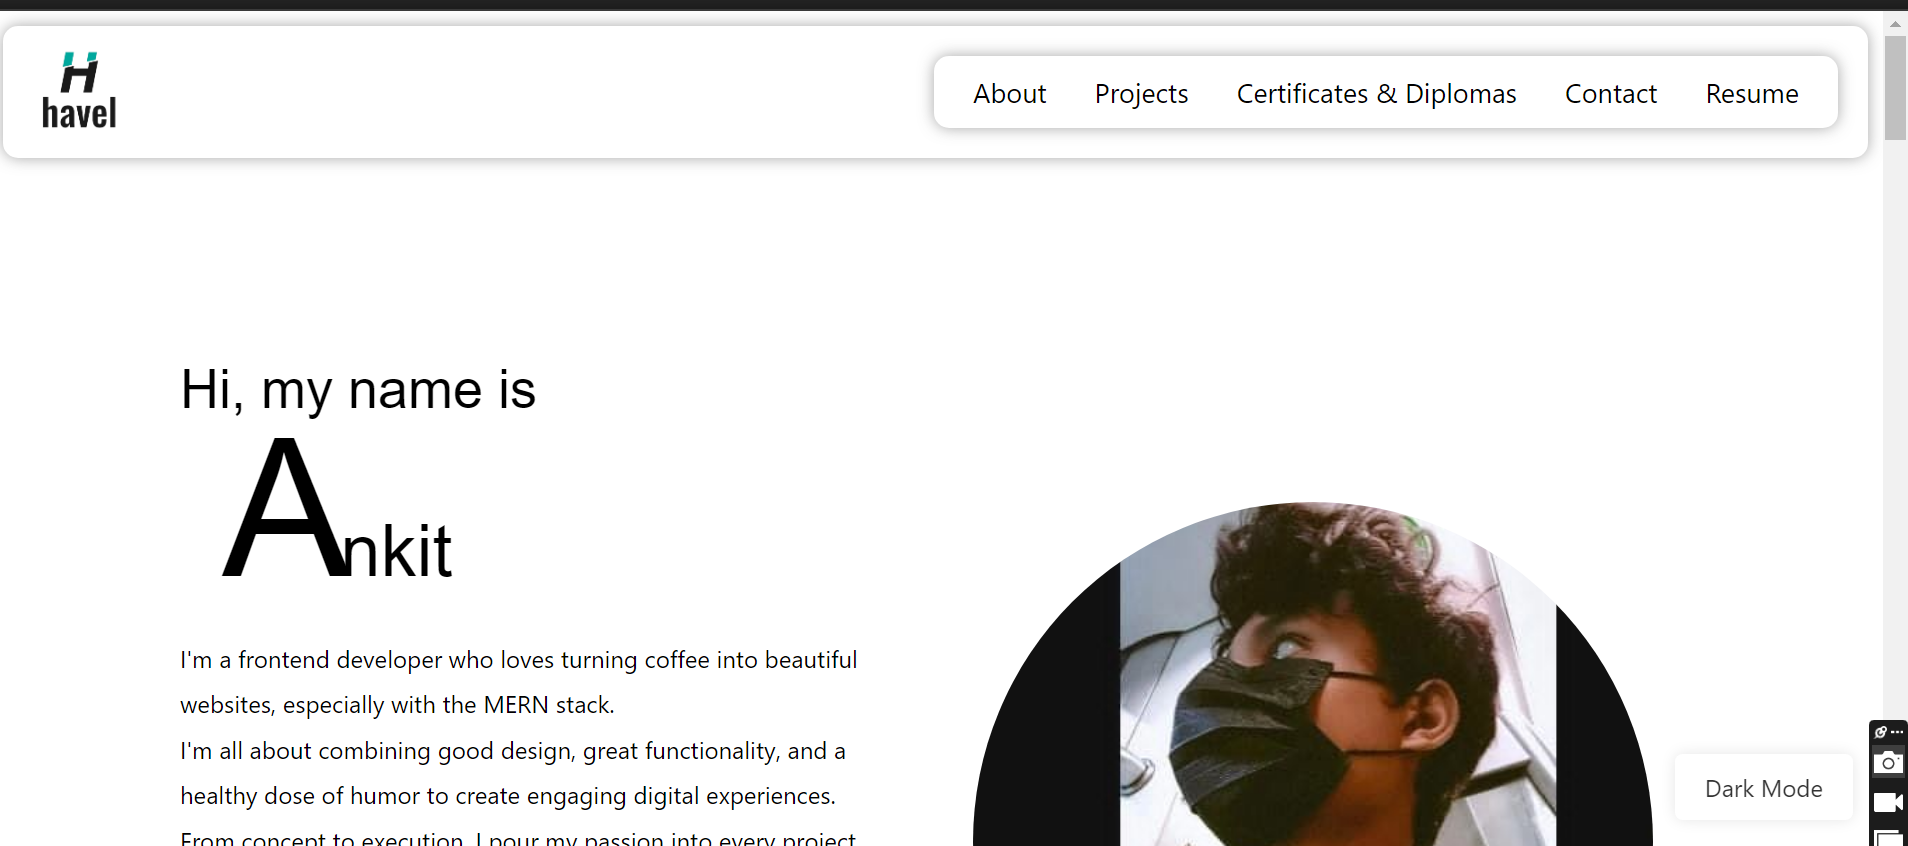 H
havel
About Projects Certificates & Diplomas Contact Resume
Hi, my name is
Ankit
I'm a frontend developer who loves turning coffee into beautiful
websites, especially with the MERN stack.
I'm all about combining good design, great functionality, and a
healthy dose of humor to create engaging digital experiences.
From concept to execution, I pour my passion into every project
Dark Mode